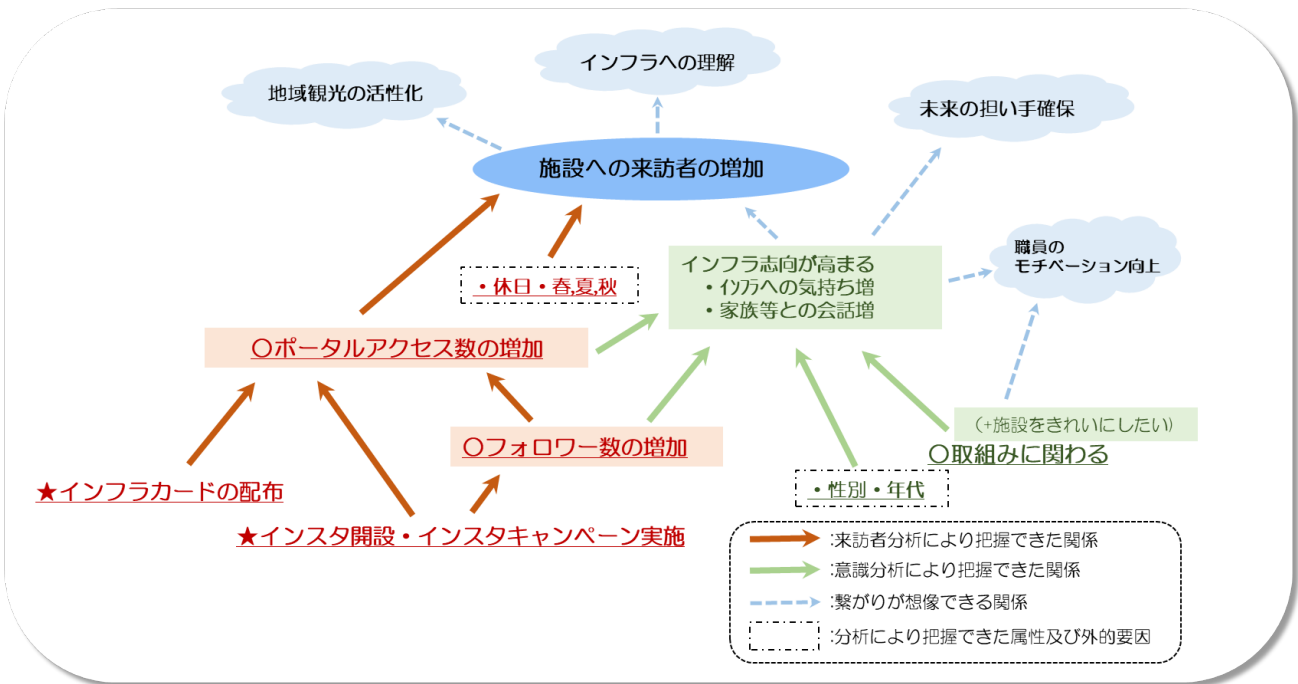 インフラへの理解
地域観光の活性化
未来の担い手確保
施設への来訪者の増加
職員の
モチベーション向上
インフラ志向が高まる
・インフラへの気持ち増
・家族等との会話増
・休日・春,夏,秋
〇ポータルアクセス数の増加
(+施設をきれいにしたい)
〇取組みに関わる
〇フォロワー数の増加
★インフラカードの配布
・性別・年代
★インスタ開設・インスタキャンペーン実施
:来訪者分析により把握できた関係
:意識分析により把握できた関係
:繋がりが想像できる関係
:分析により把握できた属性及び外的要因